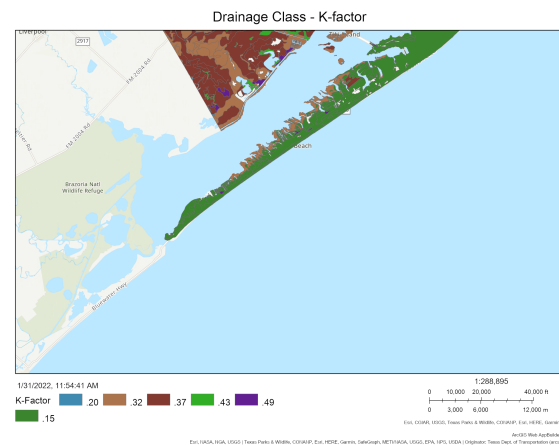 Drainage Class - K-factor
Liverpool
2917
FM 2004 Rd
FM 2004 Rd
Island
Beach
Brazoria Natl
Wildlife Refuge
Bluewater Hwy
1/31/2022, 11:54:41 AM
K-Factor .20 .32 .37 .43 .49
.15
1:288,895
0 10,000 20,000 40,000 ft
0 3,000 6,000 12,000 m
Esri, CGIAR, USGS, Texas Parks & Wildlife, CONANP, Esri, HERE, Garmin,
ArcGIS Web AppBuilder
Esri, NASA, NGA, USGS | Texas Parks & Wildlife, CONANP, Esri, HERE, Garmin, SafeGraph, METI/NASA, USGS, EPA, NPS, USDA | Originator: Texas Dept. of Transportation